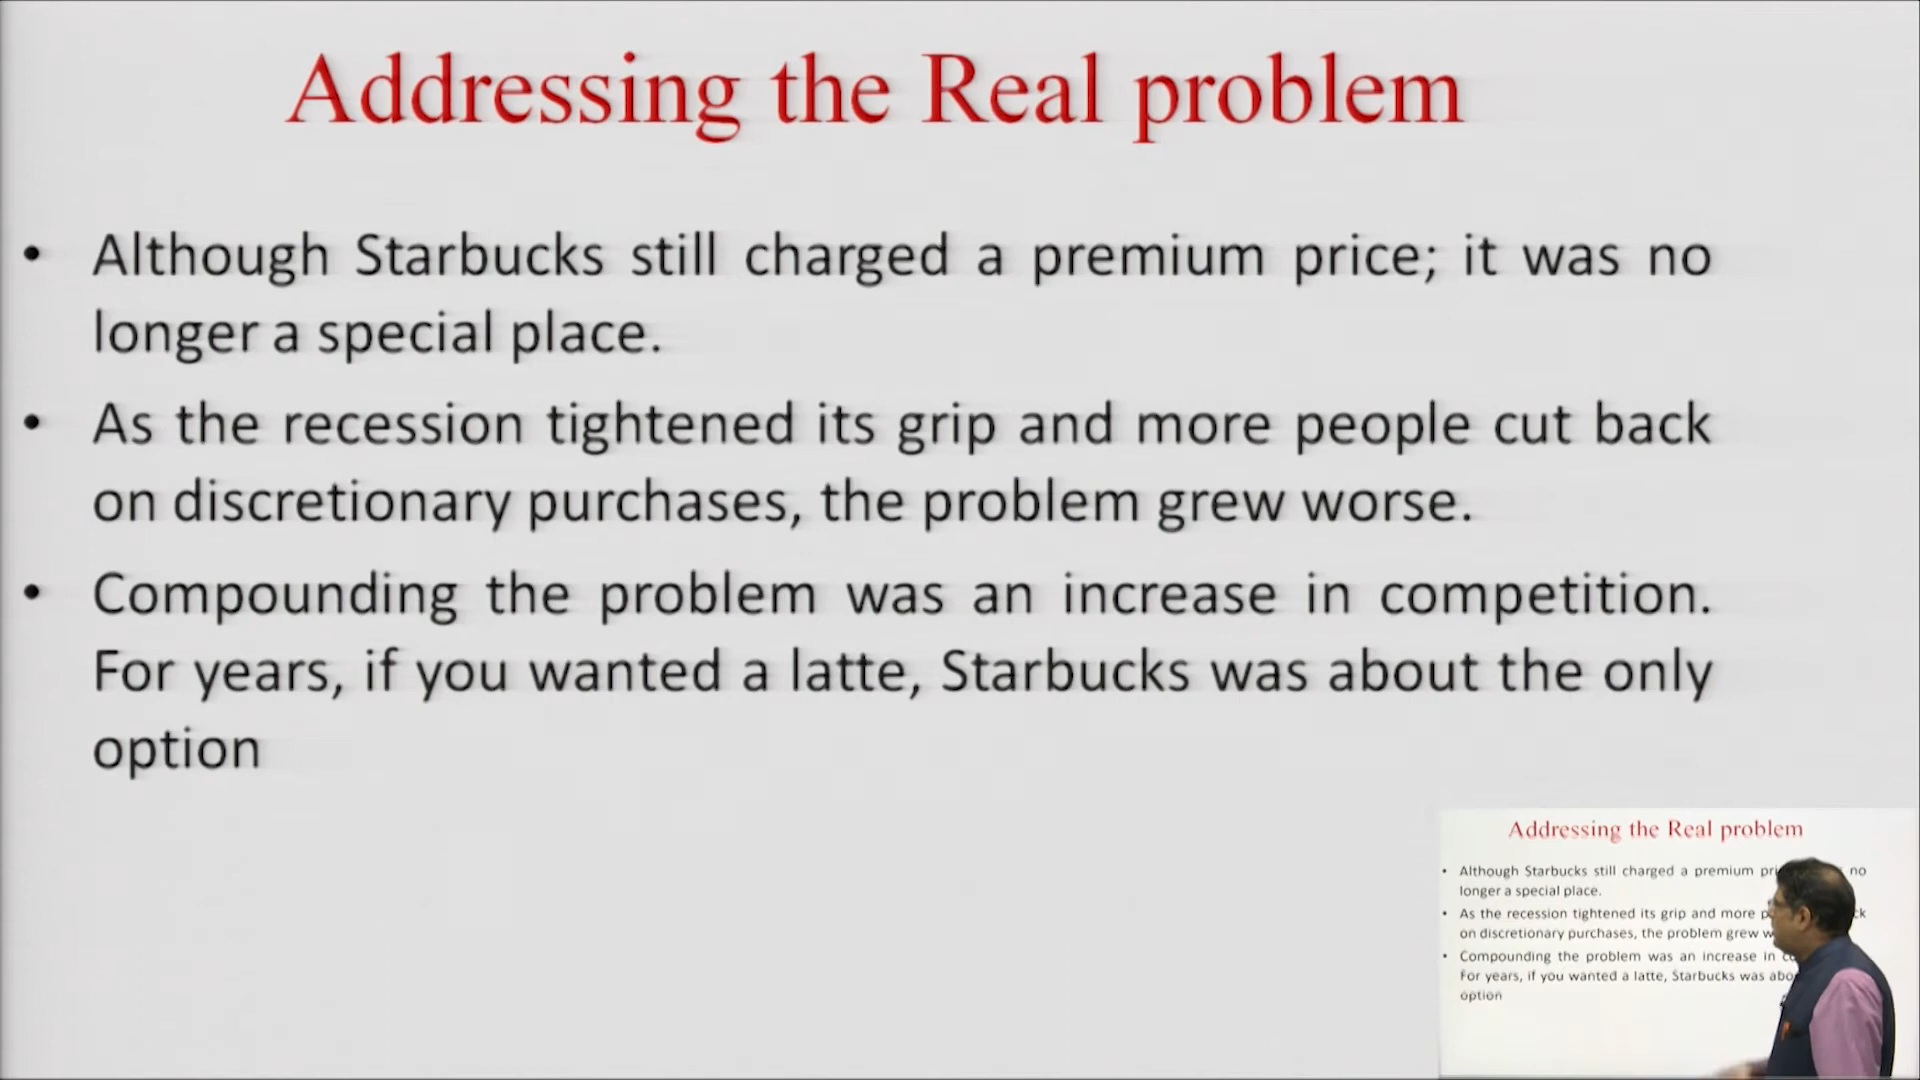 Addressing the Real problem
• Although Starbucks still charged a premium price; it was no
longer a special place.
• As the recession tightened its grip and more people cut back
on discretionary purchases, the problem grew worse.
• Compounding the problem was an increase in competition.
For years, if you wanted a latte, Starbucks was about the only
option
Addressing the Real problem
• Although Starbucks still charged a premium no
longer a special place.
• As the recession tightened its grip and more
on discretionary purchases, the problem grew
• Compounding the problem was an increase in
For years, if you wanted a latte, Starbucks was
option